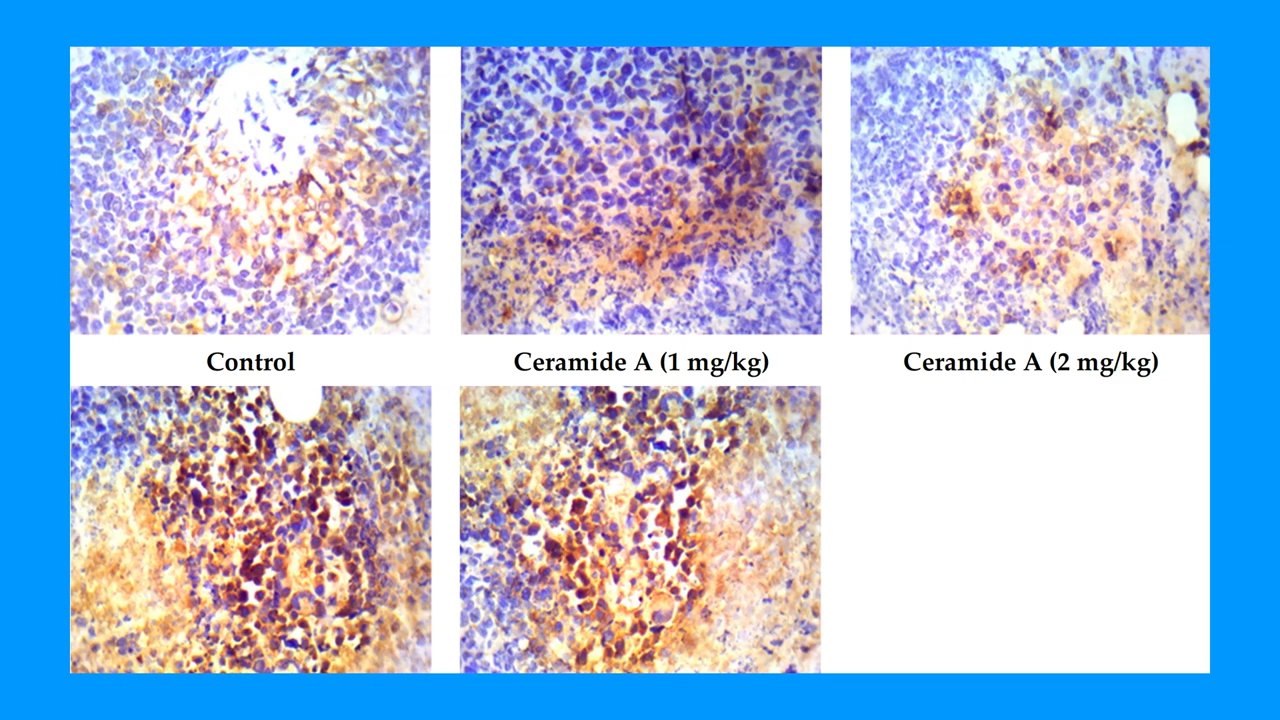 Control
Ceramide A (1 mg/kg)
Ceramide A (2 mg/kg)